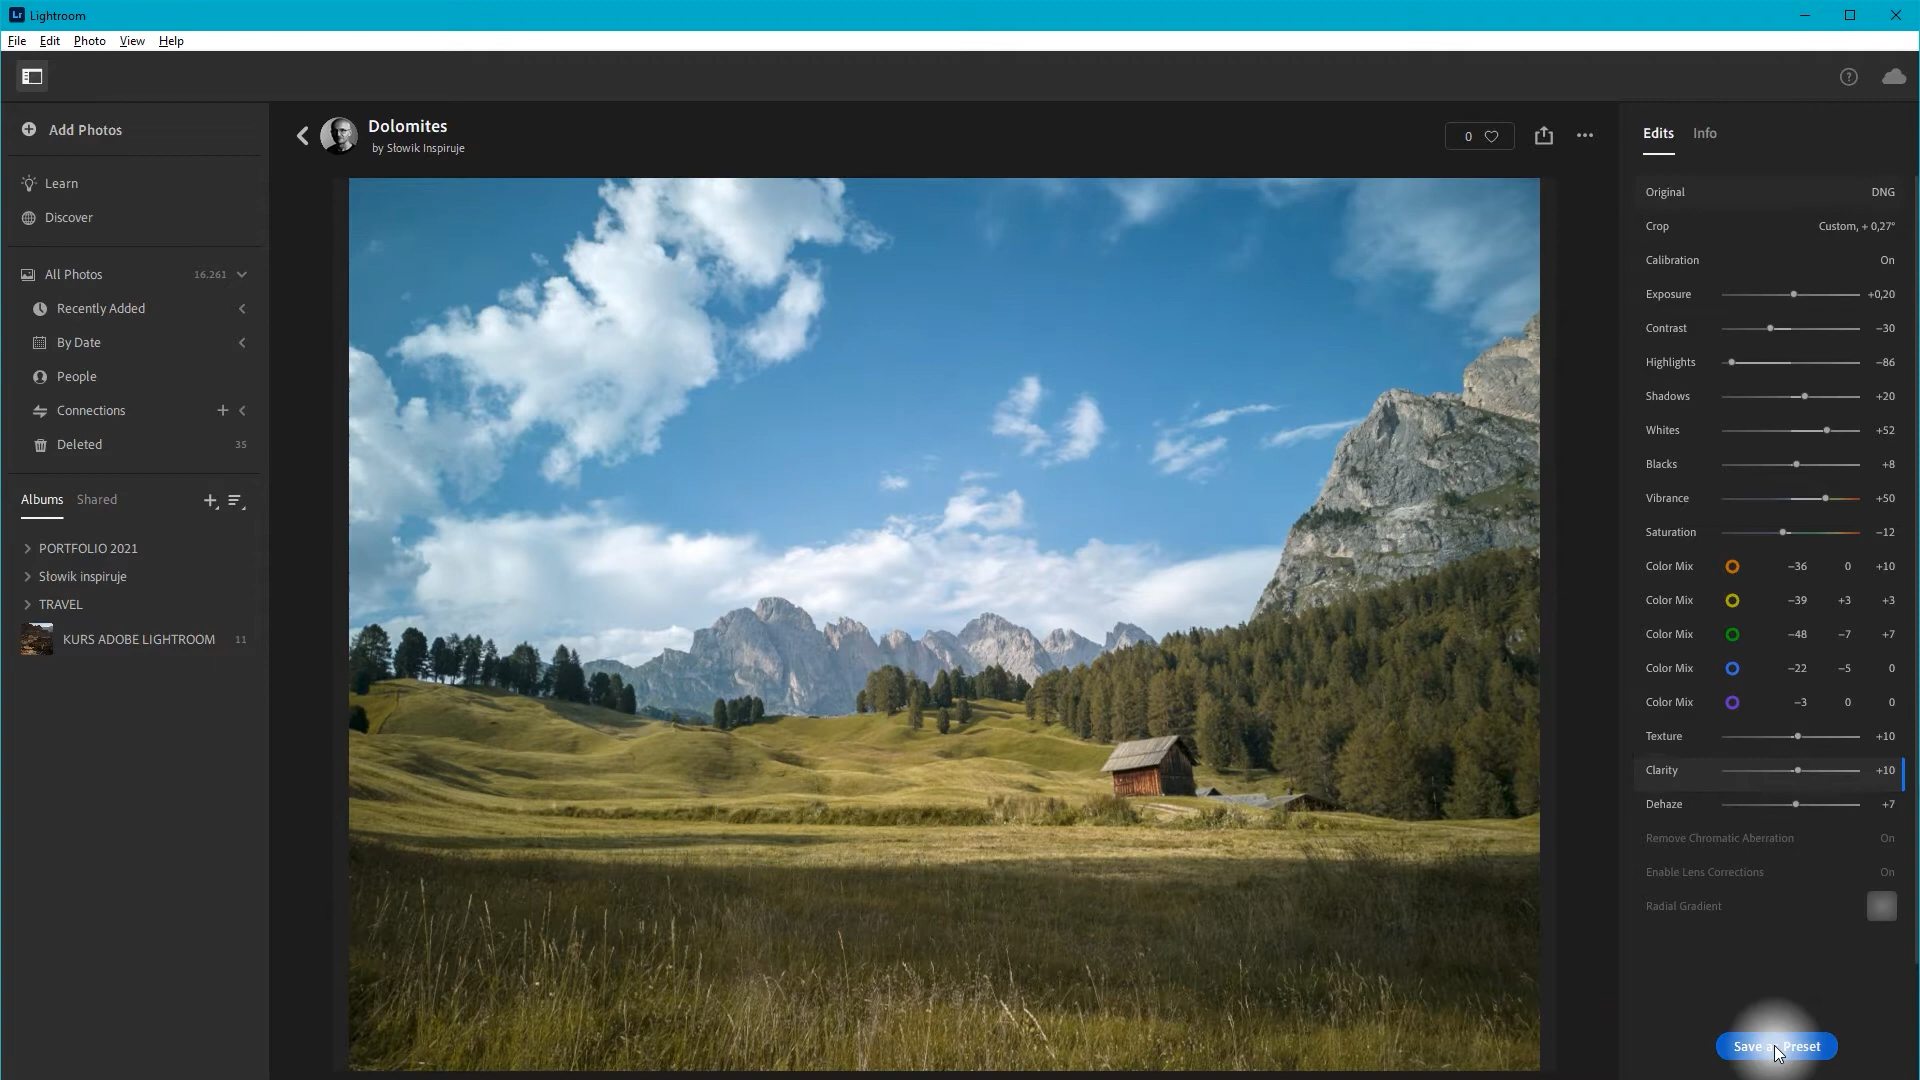 Lr Lightroom
File Edit Photo View Help
Add Photos
Learn
Discover
All Photos 16.261
Recently Added
By Date
People
Connections
Deleted 35
Albums Shared
PORTFOLIO 2021
Słowik inspiruje
TRAVEL
KURS ADOBE LIGHTROOM 11
Dolomites
by Słowik Inspiruje
0
Edits Info
Original DNG
Crop Custom, + 0,27°
Calibration On
Exposure +0,20
Contrast −30
Highlights −86
Shadows +20
Whites +52
Blacks +8
Vibrance +50
Saturation −12
Color Mix −36 0 +10
Color Mix −39 +3 +3
Color Mix −48 −7 +7
Color Mix −22 −5 0
Color Mix −3 0 0
Texture +10
Clarity +10
Dehaze +7
Remove Chromatic Aberration On
Enable Lens Corrections On
Radial Gradient
Save as Preset